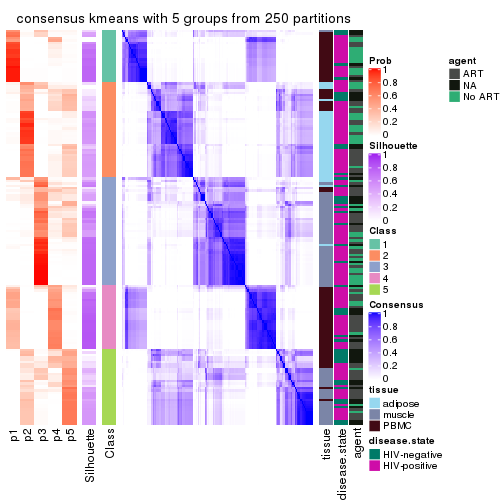 consensus kmeans with 5 groups from 250 partitions
Prob
1
0.8
0.6
0.4
0.2
0
agent
ART
NA
No ART
Silhouette
1
0.8
0.6
0.4
0.2
0
Class
1
2
3
4
5
Consensus
1
0.8
0.6
0.4
0.2
0
tissue
adipose
muscle
PBMC
disease.state
HIV-negative
HIV-positive
p1
p2
p3
p4
p5
Silhouette
Class
tissue
disease.state
agent